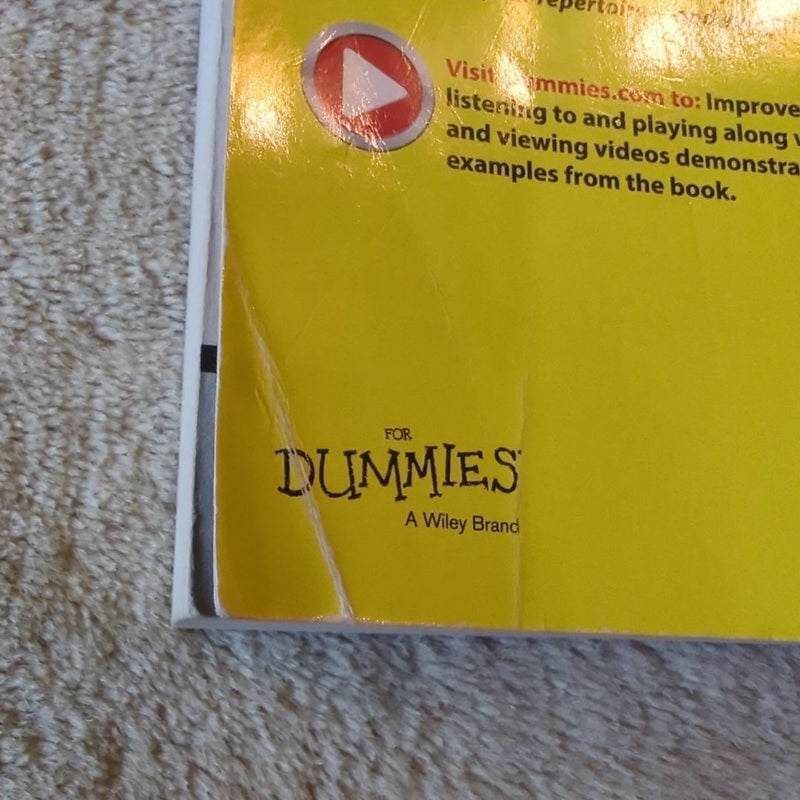 repertoire
Visit Dummies.com to: Improve
listening to and playing along
and viewing videos demonstra
examples from the book.
FOR
DUMMIES
A Wiley Brand